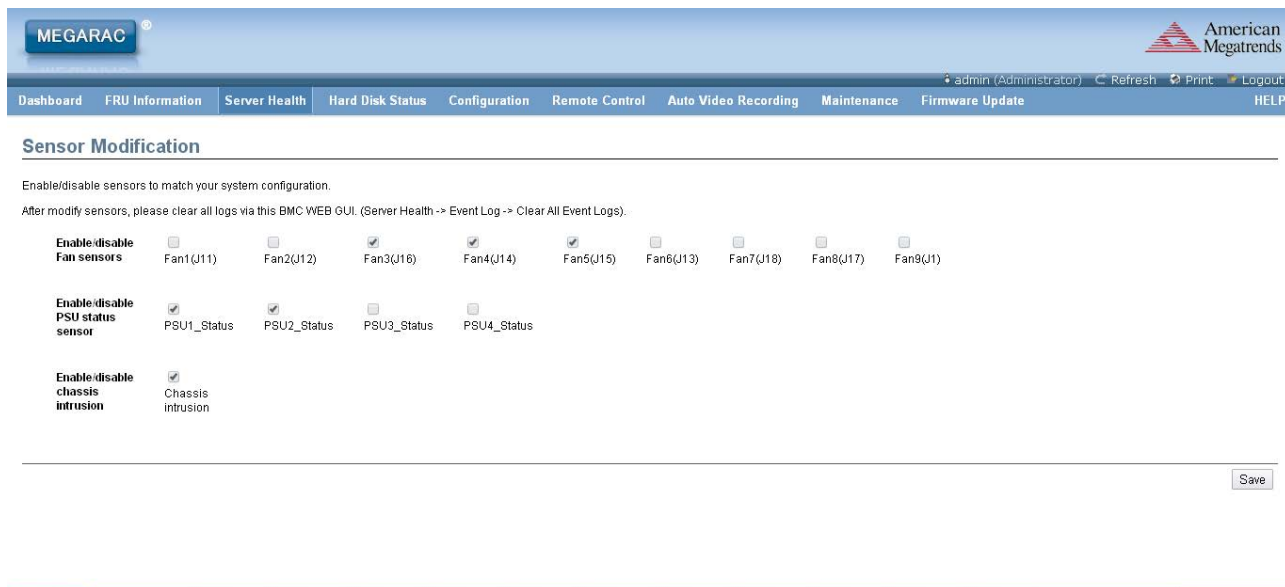 MEGARAC ®
American
Megatrends
admin (Administrator) Refresh Print Logout
Dashboard FRU Information Server Health Hard Disk Status Configuration Remote Control Auto Video Recording Maintenance Firmware Update HELP
Sensor Modification
Enable/disable sensors to match your system configuration.
After modify sensors, please clear all logs via this BMC WEB GUI. (Server Health -> Event Log -> Clear All Event Logs).
Enable/disable
Fan sensors
Fan1(J11) Fan2(J12) Fan3(J16) Fan4(J14) Fan5(J15) Fan6(J13) Fan7(J18) Fan8(J17) Fan9(J1)
Enable/disable
PSU status
sensor
PSU1_Status PSU2_Status PSU3_Status PSU4_Status
Enable/disable
chassis
intrusion
Chassis
intrusion
Save